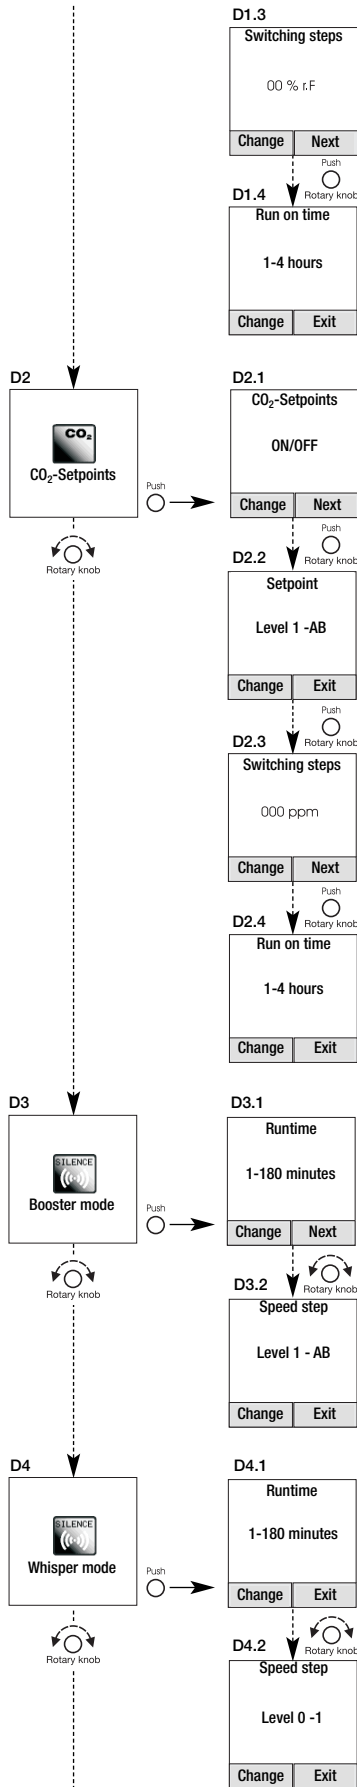 D1.3
Switching steps
00 % r.F
Change Next
Push
Rotary knob
D1.4
Run on time
1-4 hours
Change Exit
D2
CO₂
CO₂-Setpoints
Push
Rotary knob
D2.1
CO₂-Setpoints
ON/OFF
Change Next
Push
Rotary knob
D2.2
Setpoint
Level 1 -AB
Change Exit
Push
Rotary knob
D2.3
Switching steps
000 ppm
Change Next
Push
Rotary knob
D2.4
Run on time
1-4 hours
Change Exit
D3
SILENCE
Booster mode
Push
Rotary knob
D3.1
Runtime
1-180 minutes
Change Next
Rotary knob
D3.2
Speed step
Level 1 - AB
Change Exit
D4
SILENCE
Whisper mode
Push
Rotary knob
D4.1
Runtime
1-180 minutes
Change Exit
Rotary knob
D4.2
Speed step
Level 0 -1
Change Exit